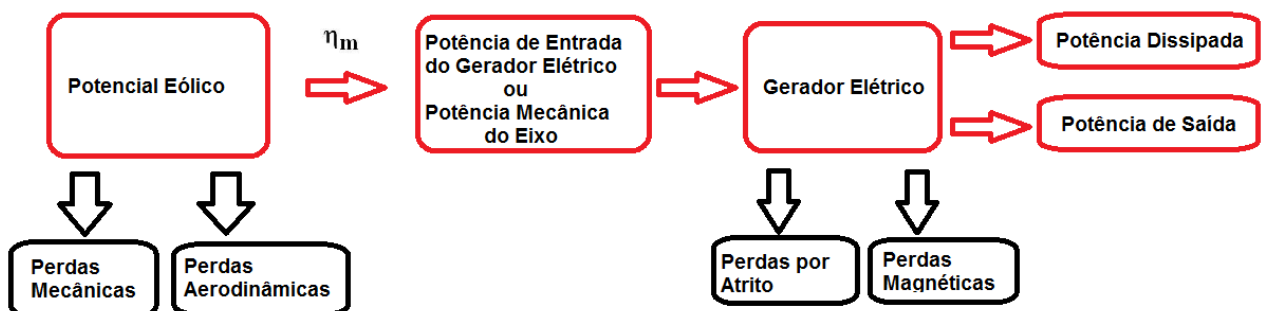 Potencial Eólico
ηm
Potência de Entrada
do Gerador Elétrico
ou
Potência Mecânica
do Eixo
Gerador Elétrico
Potência Dissipada
Potência de Saída
Perdas
Mecânicas
Perdas
Aerodinâmicas
Perdas por
Atrito
Perdas
Magnéticas